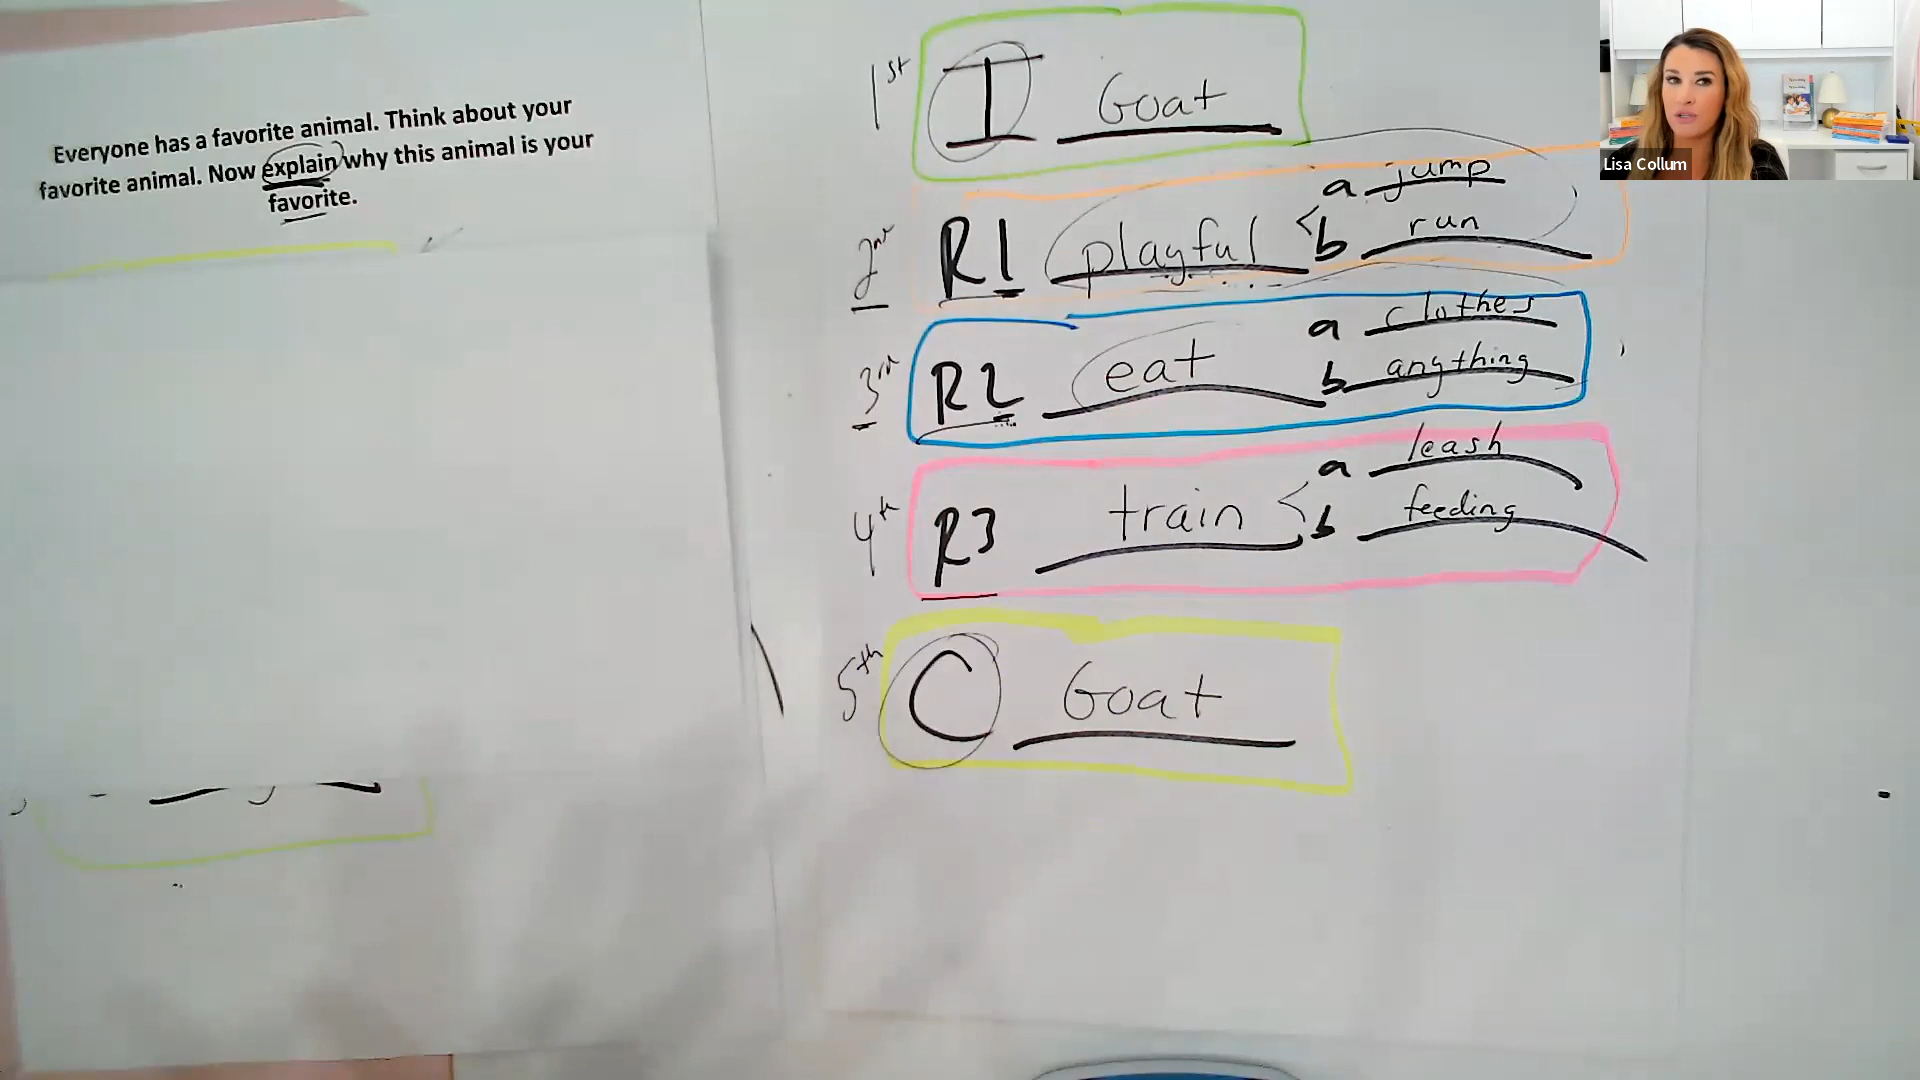 Everyone has a favorite animal. Think about your
favorite animal. Now explain why this animal is your
favorite.
1st I Goat
2nd R1 playful
a jump
b run
3rd R2 eat
a clothes
b anything
4th R3 train
a leash
b feeding
5th C Goat
Lisa Collum